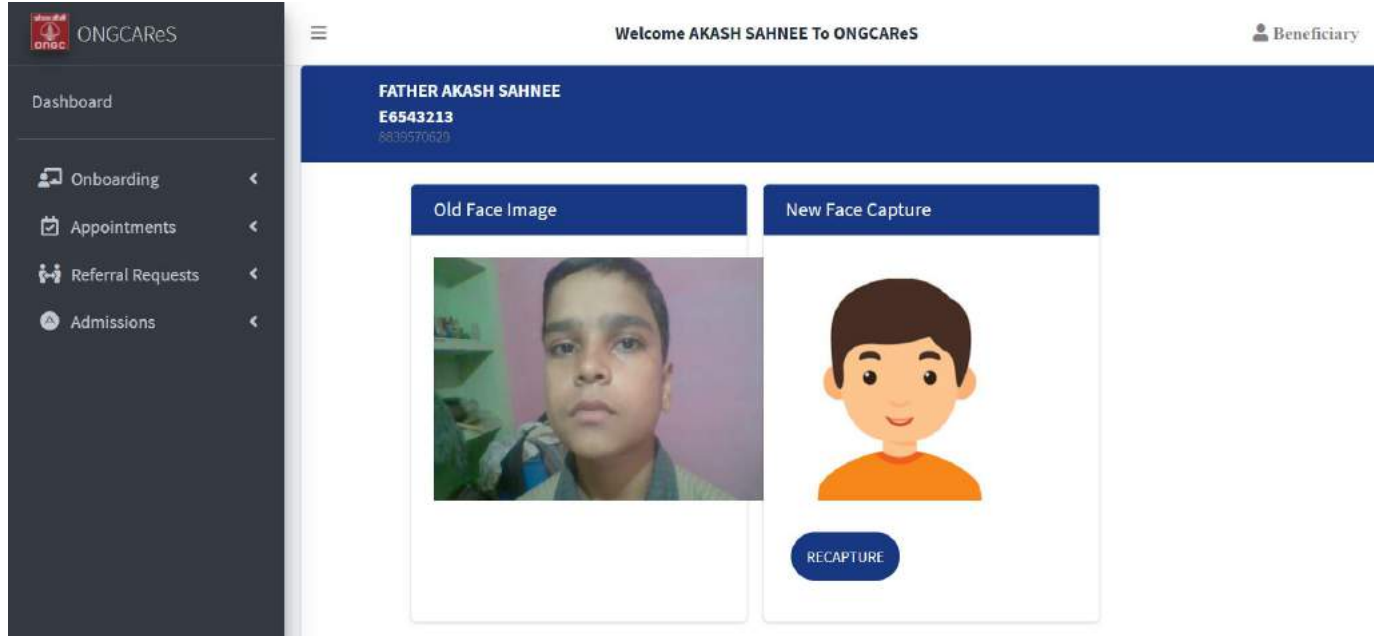 ongc
ONGCAReS
Welcome AKASH SAHNEE To ONGCAReS
Beneficiary
Dashboard
FATHER AKASH SAHNEE
E6543213
8839570629
Onboarding
Appointments
Referral Requests
Admissions
Old Face Image
New Face Capture
RECAPTURE